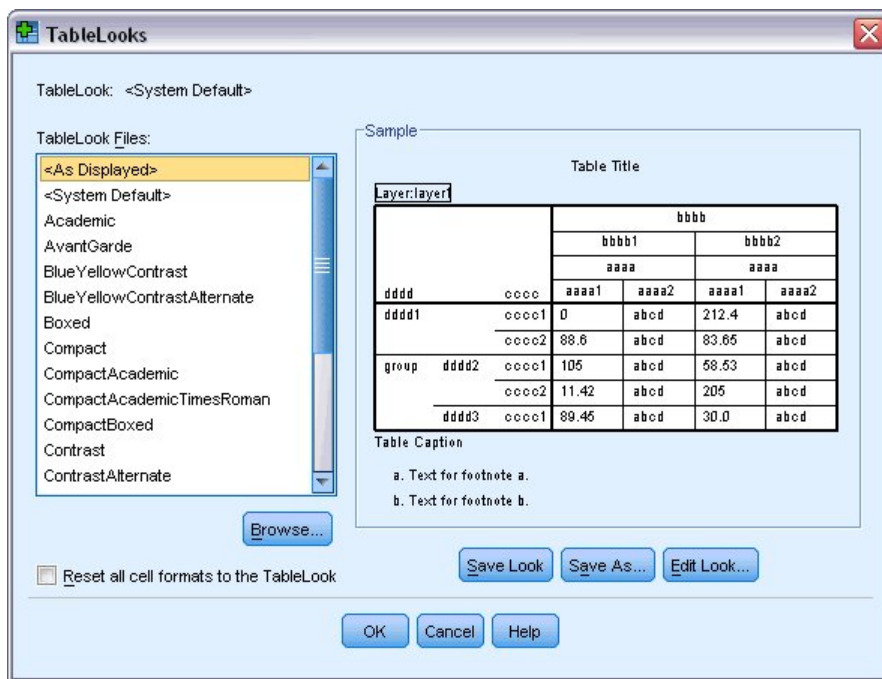 TableLooks
TableLook: <System Default>
TableLook Files:
<As Displayed>
<System Default>
Academic
AvantGarde
BlueYellowContrast
BlueYellowContrastAlternate
Boxed
Compact
CompactAcademic
CompactAcademicTimesRoman
CompactBoxed
Contrast
ContrastAlternate
Browse...
Reset all cell formats to the TableLook
Sample
Table Title
Layer:layer1
bbbb
bbbb1 bbbb2
aaaa aaaa
dddd cccc aaaa1 aaaa2 aaaa1 aaaa2
dddd1 cccc1 0 abcd 212.4 abcd
cccc2 88.6 abcd 83.65 abcd
group dddd2 cccc1 105 abcd 58.53 abcd
cccc2 11.42 abcd 205 abcd
dddd3 cccc1 89.45 abcd 30.0 abcd
Table Caption
a. Text for footnote a.
b. Text for footnote b.
Save Look Save As... Edit Look...
OK Cancel Help